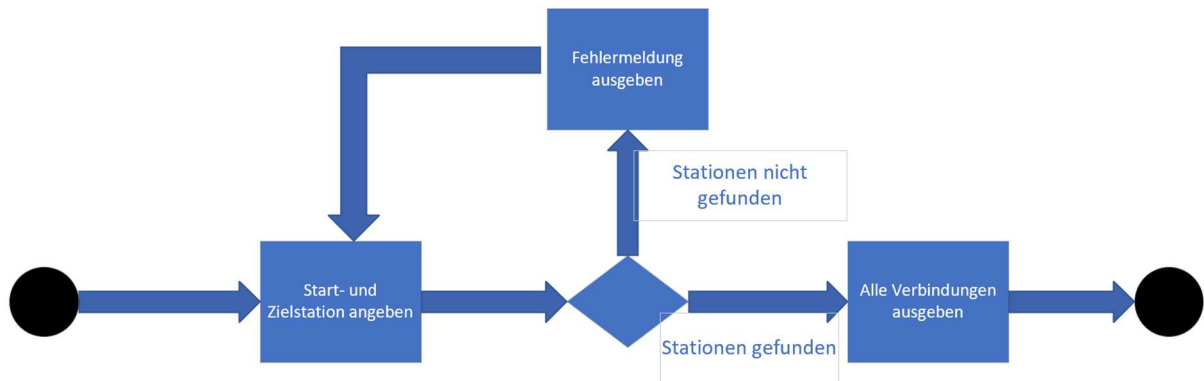 Fehlermeldung
ausgeben
Stationen nicht
gefunden
Start- und
Zielstation angeben
Alle Verbindungen
ausgeben
Stationen gefunden